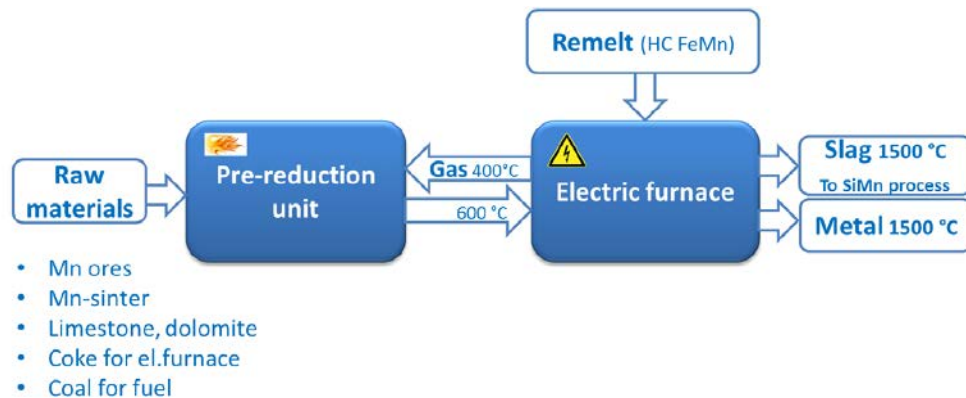 Remelt (HC FeMn)
Raw
materials
Pre-reduction
unit
Gas 400°C
600 °C
Electric furnace
Slag 1500 °C
To SiMn process
Metal 1500 °C
• Mn ores
• Mn-sinter
• Limestone, dolomite
• Coke for el.furnace
• Coal for fuel